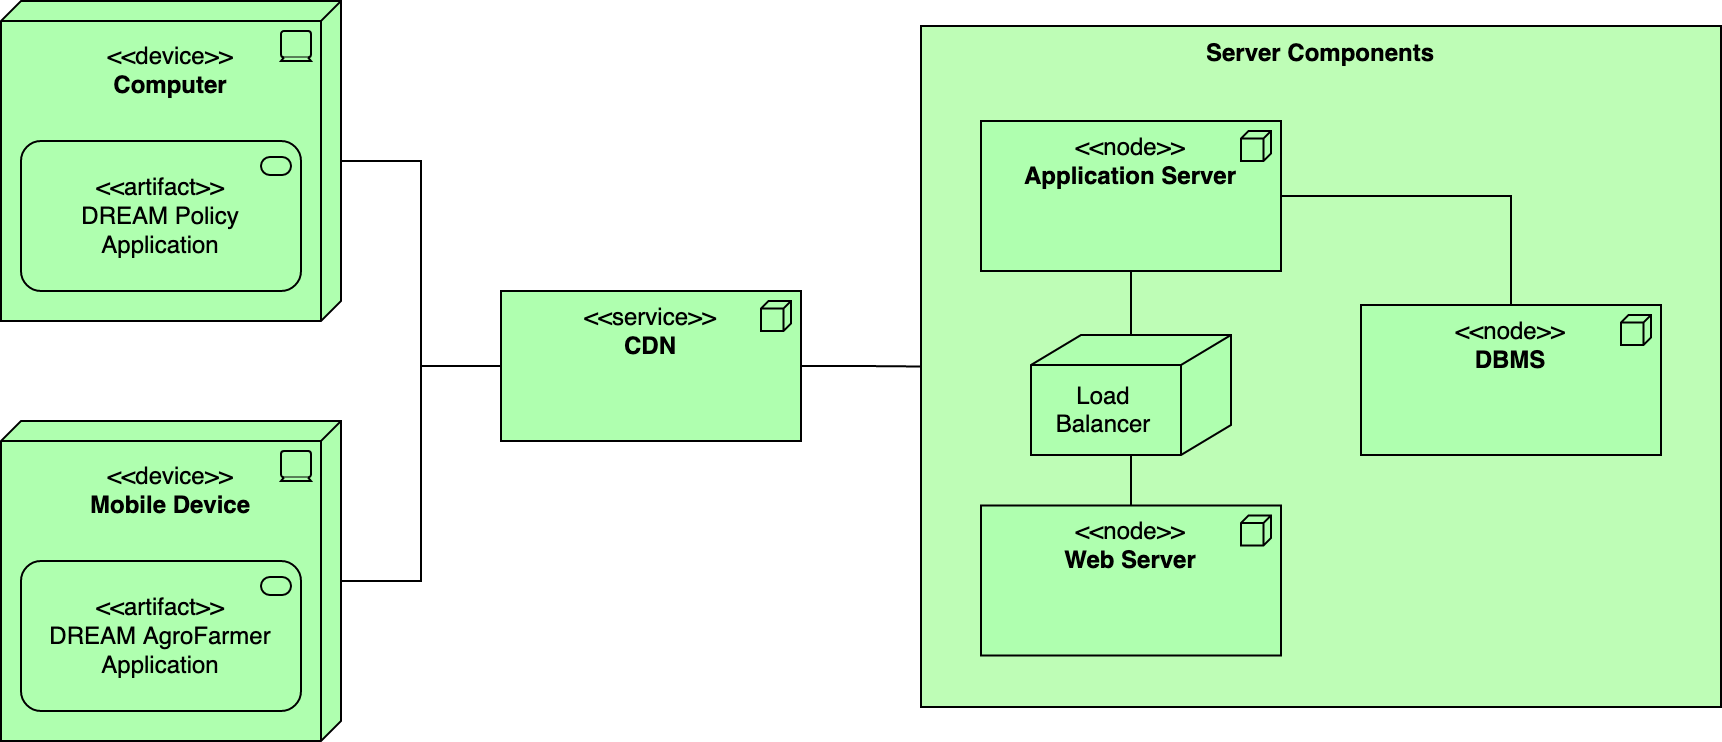 <<device>>
Computer
<<artifact>>
DREAM Policy
Application
<<device>>
Mobile Device
<<artifact>>
DREAM AgroFarmer
Application
<<service>>
CDN
Server Components
<<node>>
Application Server
<<node>>
DBMS
Load
Balancer
<<node>>
Web Server